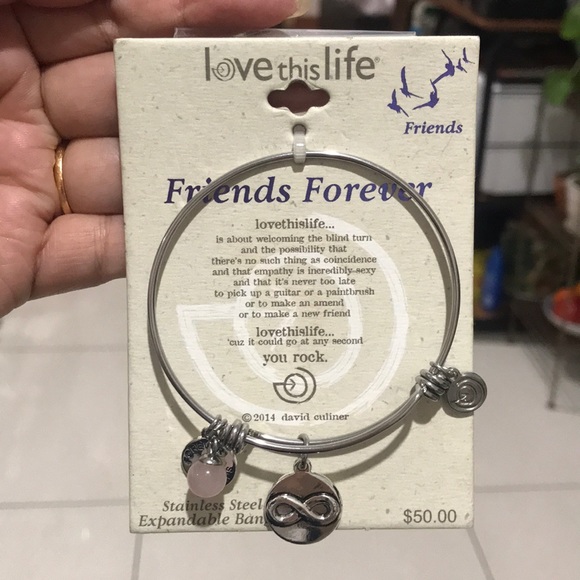 love this life®
Friends
Friends Forever
lovethislife...
is about welcoming the blind turn
and the possibility that
there's no such thing as coincidence
and that empathy is incredibly sexy
and that it's never too late
to pick up a guitar or a paintbrush
or to make an amend
or to make a new friend
lovethislife...
'cuz it could go at any second
you rock.
©2014 david culiner
Stainless Steel
Expandable Bang
$50.00